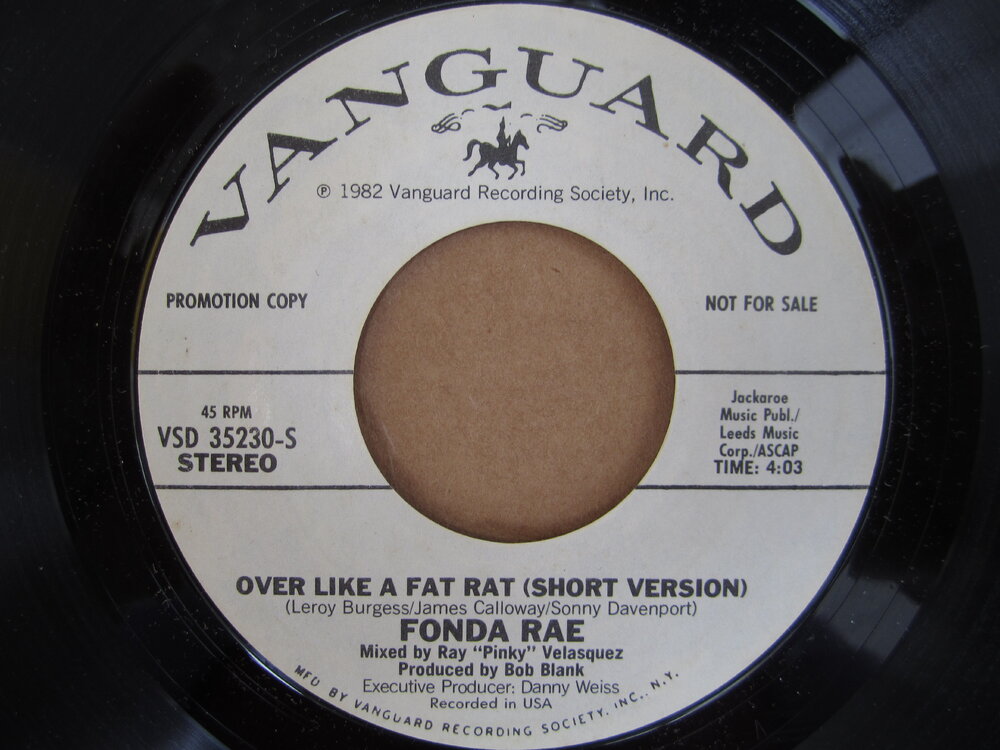 VANGUARD
℗ 1982 Vanguard Recording Society, Inc.
PROMOTION COPY
NOT FOR SALE
45 RPM
VSD 35230-S
STEREO
Jackaroe
Music Publ./
Leeds Music
Corp./ASCAP
TIME: 4:03
OVER LIKE A FAT RAT (SHORT VERSION)
(Leroy Burgess/James Calloway/Sonny Davenport)
FONDA RAE
Mixed by Ray "Pinky" Velasquez
Produced by Bob Blank
Executive Producer: Danny Weiss
Recorded in USA
MFD BY VANGUARD RECORDING SOCIETY, INC., N.Y.